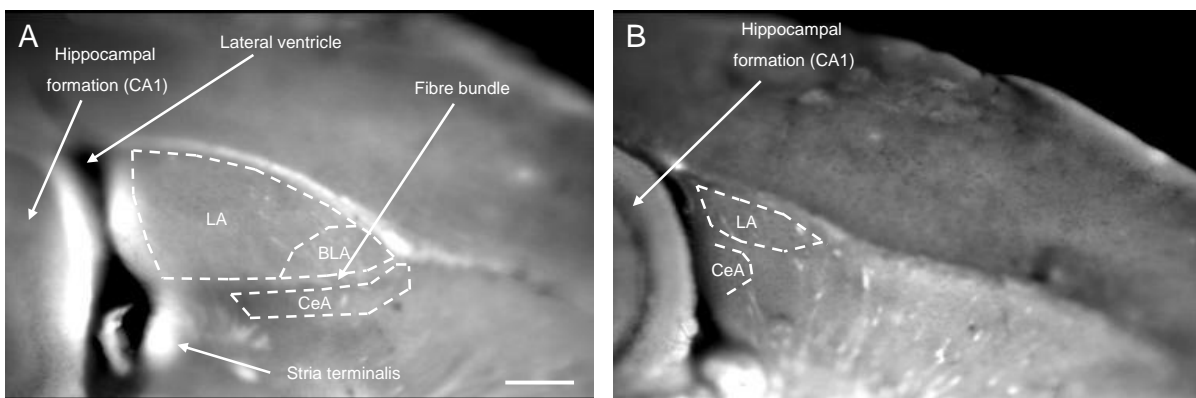 A
Hippocampal
formation (CA1)
Lateral ventricle
Fibre bundle
LA
BLA
CeA
Stria terminalis
B
Hippocampal
formation (CA1)
LA
CeA